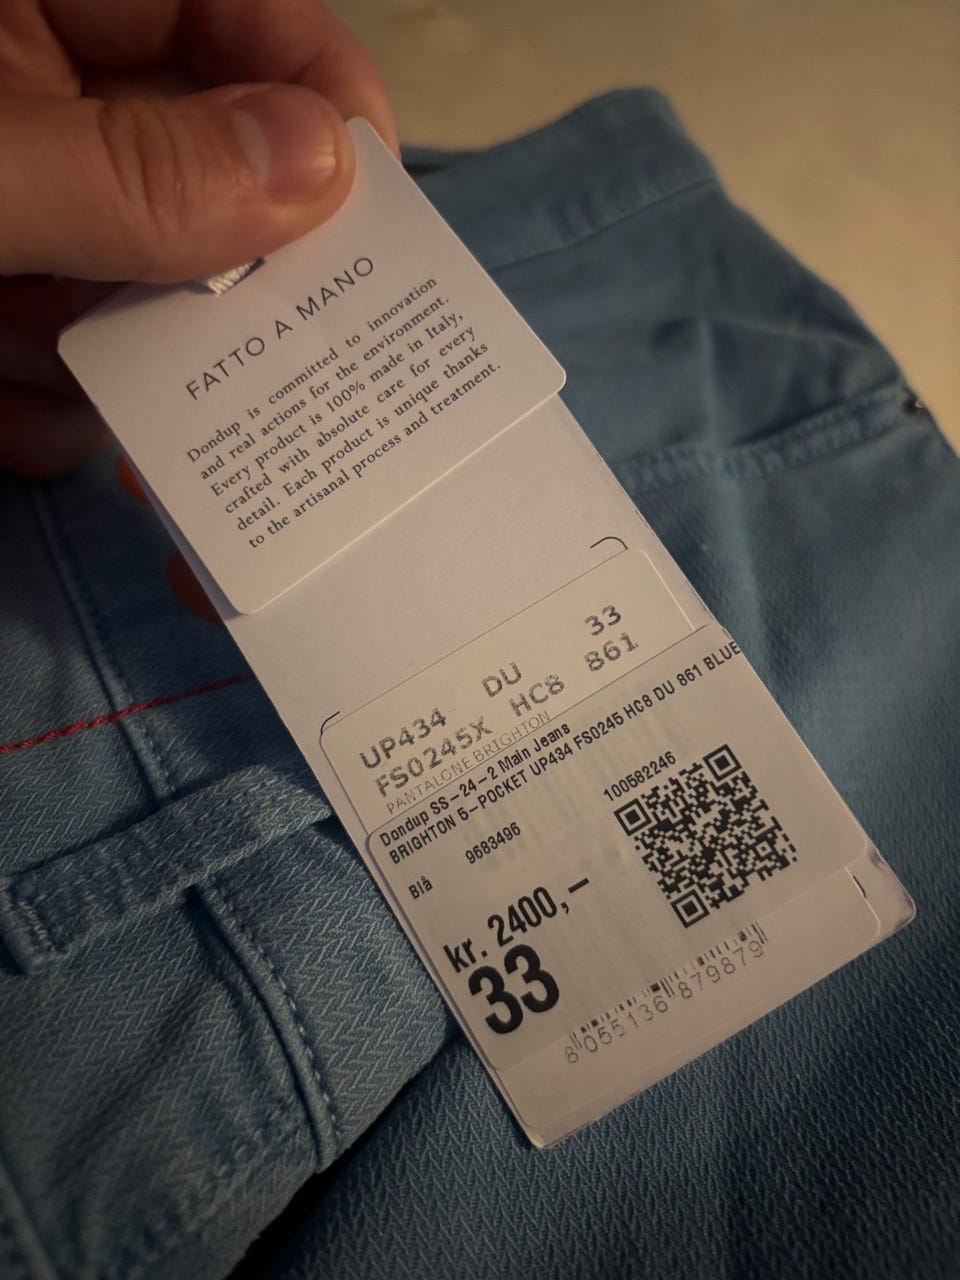 FATTO A MANO
Dondup is committed to innovation
and real actions for the environment.
Every product is 100% made in Italy,
crafted with absolute care for every
detail. Each product is unique thanks
to the artisanal process and treatment.
UP434 DU 33
FS0245X HC8 861
PANTALONE BRIGHTON
Dondup SS-24-2 Main Jeans
BRIGHTON 5-POCKET UP434 FS0245 HC8 DU 861 BLUE
Blå 9683496 100582246
kr. 2400,-
33
8 055136 879879